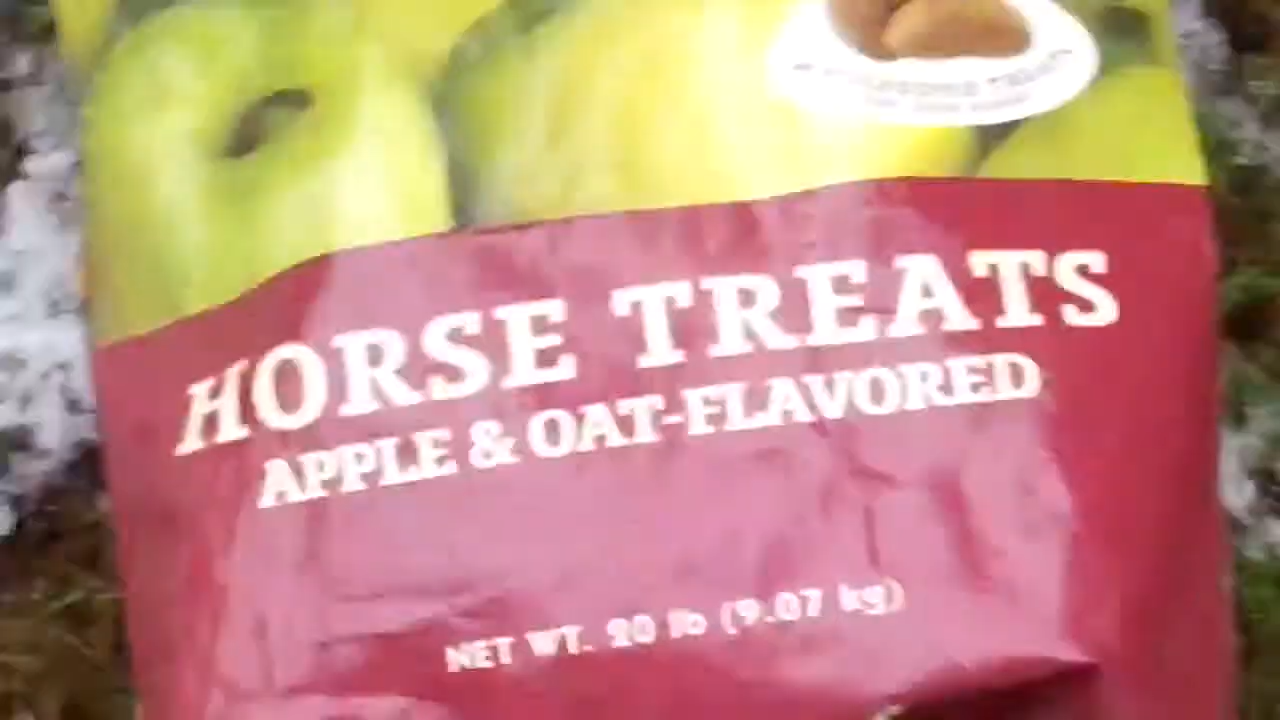 HORSE TREATS
APPLE & OAT-FLAVORED
NET WT. 20 lb (9.07 kg)